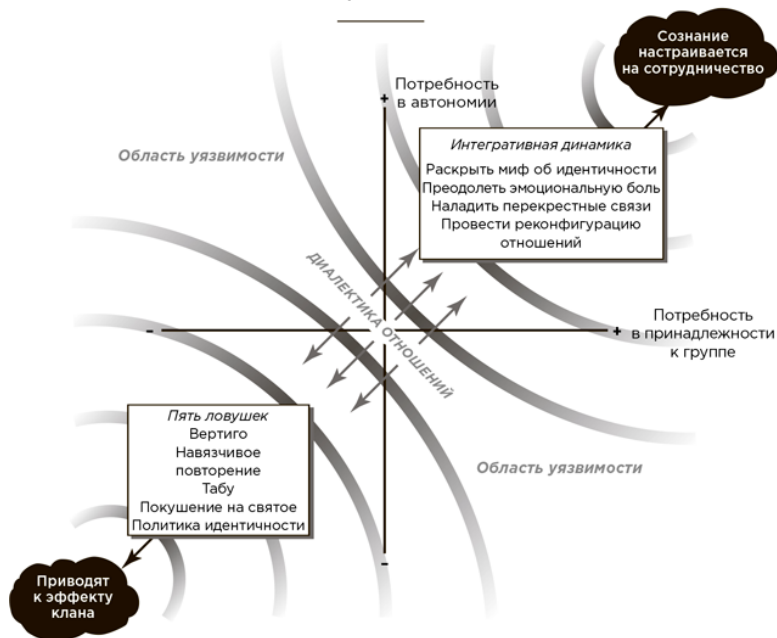 Сознание
настраивается
на сотрудничество
Потребность
в автономии
+
Область уязвимости
Интегративная динамика
Раскрыть миф об идентичности
Преодолеть эмоциональную боль
Наладить перекрестные связи
Провести реконфигурацию
отношений
ДИАЛЕКТИКА ОТНОШЕНИЙ
-
+
Потребность
в принадлежности
к группе
Пять ловушек
Вертиго
Навязчивое
повторение
Табу
Покушение на святое
Политика идентичности
Область уязвимости
-
Приводят
к эффекту
клана